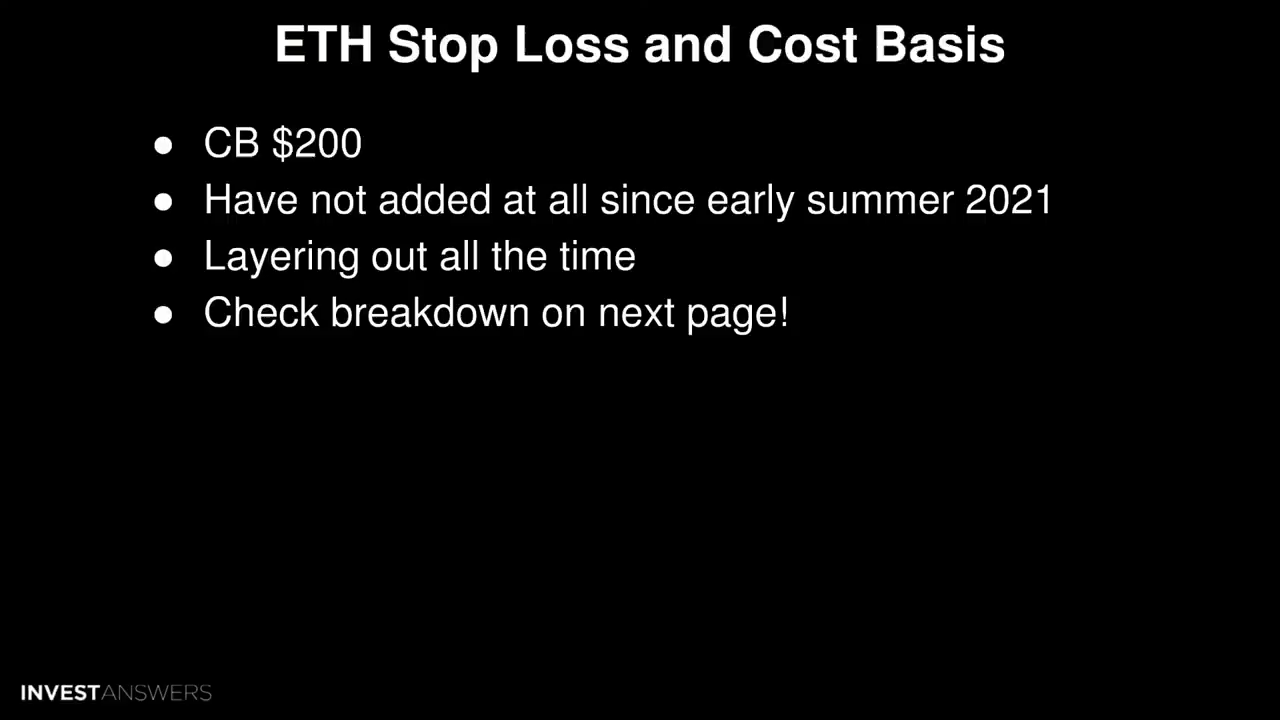 ETH Stop Loss and Cost Basis
● CB $200
● Have not added at all since early summer 2021
● Layering out all the time
● Check breakdown on next page!
INVESTANSWERS